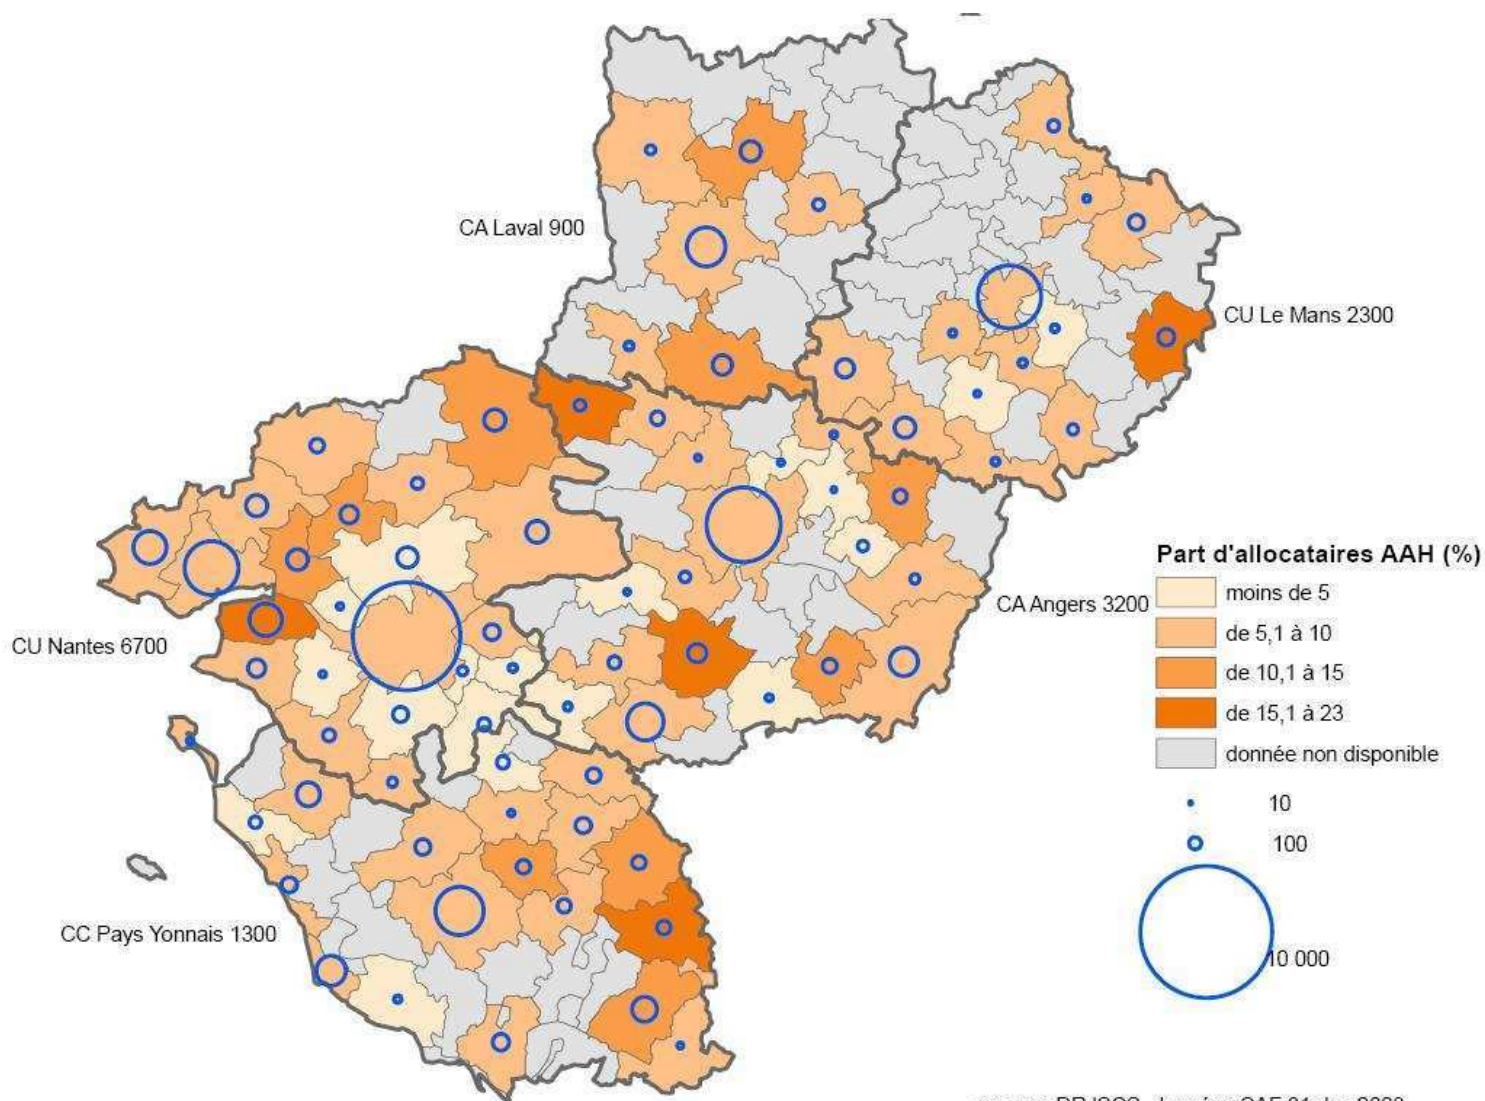 CA Laval 900
CU Le Mans 2300
CA Angers 3200
CU Nantes 6700
CC Pays Yonnais 1300
Part d'allocataires AAH (%)
moins de 5
de 5,1 à 10
de 10,1 à 15
de 15,1 à 23
donnée non disponible
10
100
10 000